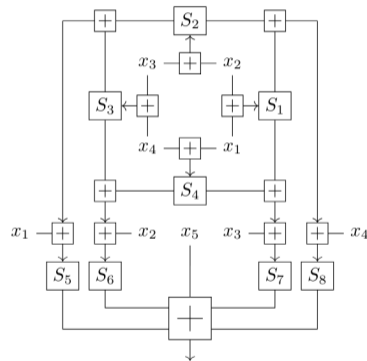 + S₂ +
x₃ + x₂
S₃ + + S₁
x₄ + x₁
+ S₄ +
x₁ + + x₂ x₅ x₃ + + x₄
S₅ S₆ S₇ S₈
+